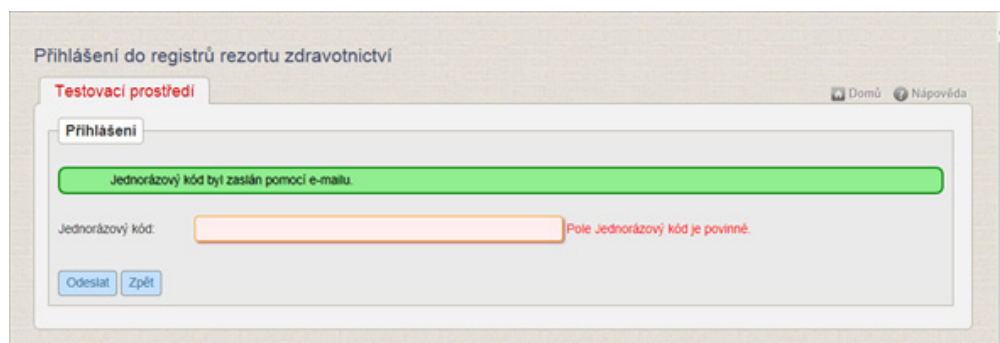 Přihlášení do registrů rezortu zdravotnictví
Testovací prostředí
Domů Nápověda
Přihlášení
Jednorázový kód byl zaslán pomocí e-mailu.
Jednorázový kód: Pole Jednorázový kód je povinné.
Odeslat Zpět